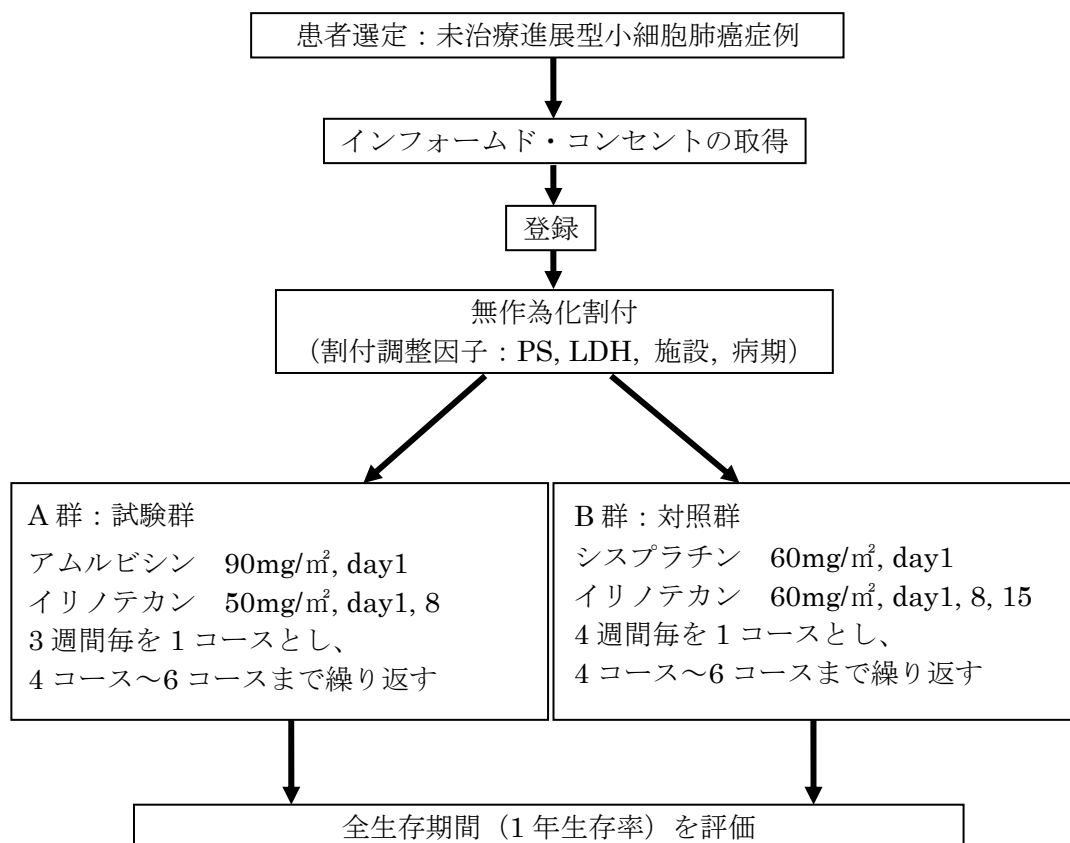 患者選定：未治療進展型小細胞肺癌症例
インフォームド・コンセントの取得
登録
無作為化割付
（割付調整因子：PS, LDH, 施設, 病期）
A 群：試験群
アムルビシン　90mg/㎡, day1
イリノテカン　50mg/㎡, day1, 8
3 週間毎を 1 コースとし、
4 コース～6 コースまで繰り返す
B 群：対照群
シスプラチン　60mg/㎡, day1
イリノテカン　60mg/㎡, day1, 8, 15
4 週間毎を 1 コースとし、
4 コース～6 コースまで繰り返す
全生存期間（1 年生存率）を評価